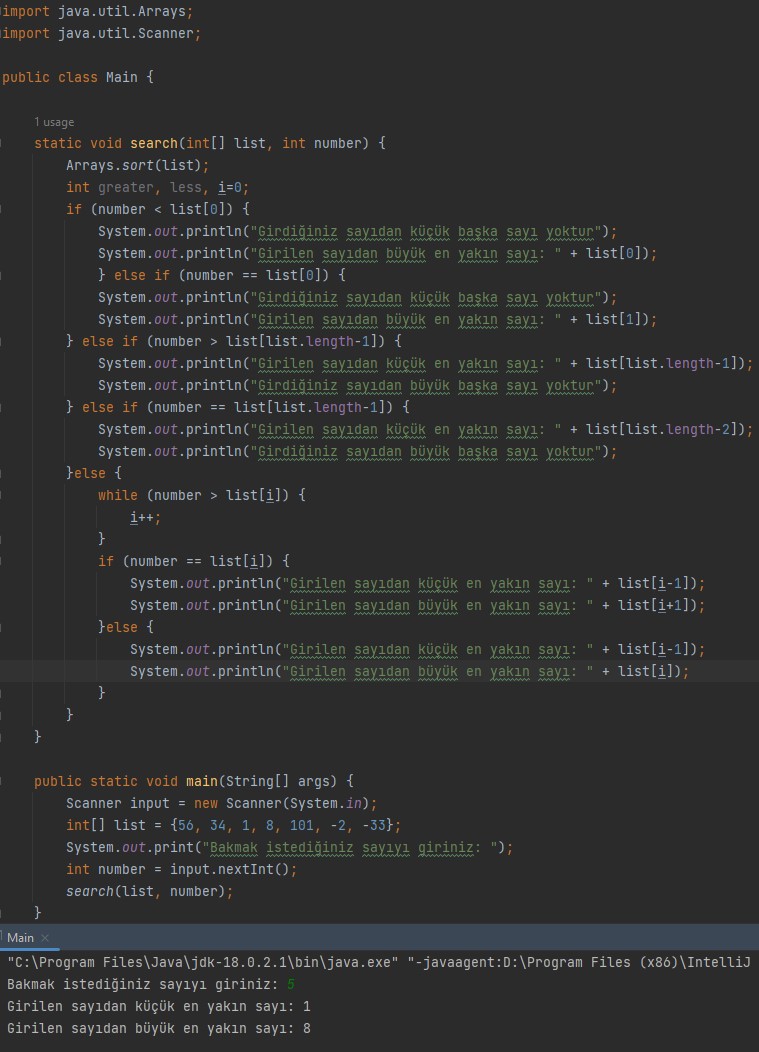 import java.util.Arrays;
import java.util.Scanner;
public class Main {
1 usage
static void search(int[] list, int number) {
Arrays.sort(list);
int greater, less, i=0;
if (number < list[0]) {
System.out.println("Girdiğiniz sayıdan küçük başka sayı yoktur");
System.out.println("Girilen sayıdan büyük en yakın sayı: " + list[0]);
} else if (number == list[0]) {
System.out.println("Girdiğiniz sayıdan küçük başka sayı yoktur");
System.out.println("Girilen sayıdan büyük en yakın sayı: " + list[1]);
} else if (number > list[list.length-1]) {
System.out.println("Girilen sayıdan küçük en yakın sayı: " + list[list.length-1]);
System.out.println("Girdiğiniz sayıdan büyük başka sayı yoktur");
} else if (number == list[list.length-1]) {
System.out.println("Girilen sayıdan küçük en yakın sayı: " + list[list.length-2]);
System.out.println("Girdiğiniz sayıdan büyük başka sayı yoktur");
}else {
while (number > list[i]) {
i++;
}
if (number == list[i]) {
System.out.println("Girilen sayıdan küçük en yakın sayı: " + list[i-1]);
System.out.println("Girilen sayıdan büyük en yakın sayı: " + list[i+1]);
}else {
System.out.println("Girilen sayıdan küçük en yakın sayı: " + list[i-1]);
System.out.println("Girilen sayıdan büyük en yakın sayı: " + list[i]);
}
}
}
public static void main(String[] args) {
Scanner input = new Scanner(System.in);
int[] list = {56, 34, 1, 8, 101, -2, -33};
System.out.print("Bakmak istediğiniz sayıyı giriniz: ");
int number = input.nextInt();
search(list, number);
}
Main ×
"C:\Program Files\Java\jdk-18.0.2.1\bin\java.exe" "-javaagent:D:\Program Files (x86)\IntelliJ
Bakmak istediğiniz sayıyı giriniz: 5
Girilen sayıdan küçük en yakın sayı: 1
Girilen sayıdan büyük en yakın sayı: 8